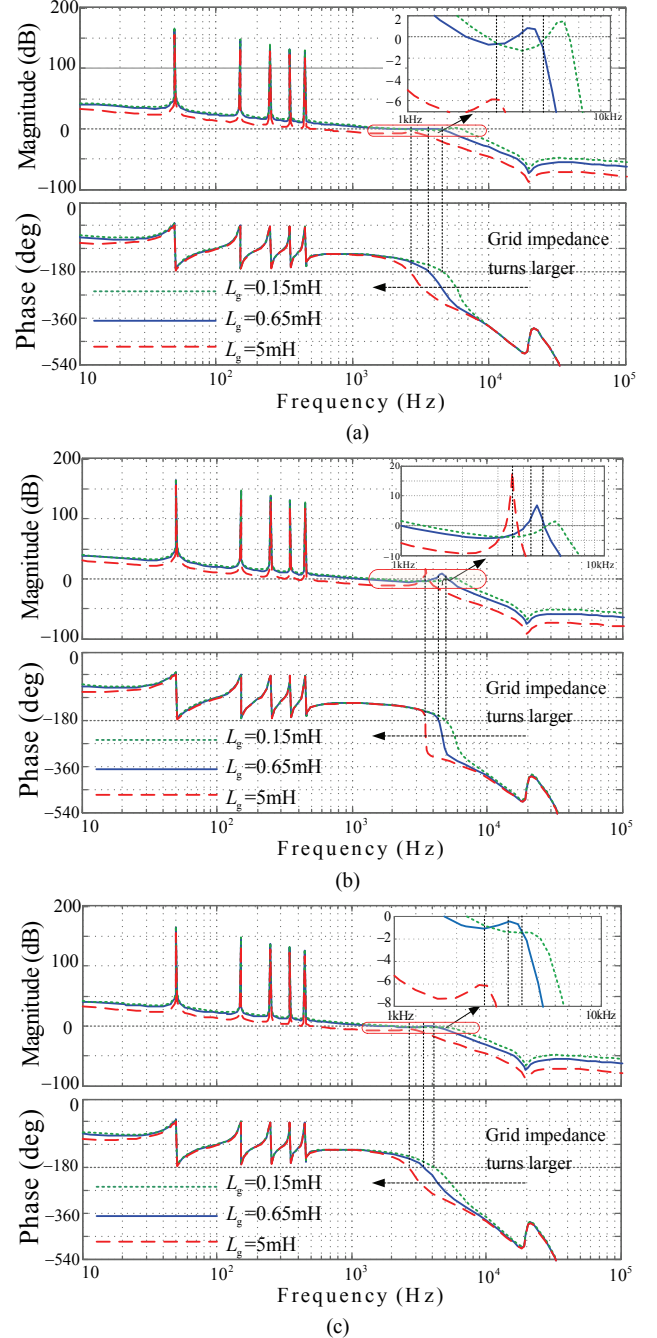 200
100
0
−100
Magnitude (dB)
2
0
−2
−4
−6
1kHz
10kHz
0
−180
−360
−540
Phase (deg)
Grid impedance
turns larger
Lg=0.15mH
Lg=0.65mH
Lg=5mH
10
10²
10³
10⁴
10⁵
Frequency (Hz)
(a)
200
100
0
−100
Magnitude (dB)
20
10
0
−10
1kHz
10kHz
0
−180
−360
−540
Phase (deg)
Grid impedance
turns larger
Lg=0.15mH
Lg=0.65mH
Lg=5mH
10
10²
10³
10⁴
10⁵
Frequency (Hz)
(b)
200
100
0
−100
Magnitude (dB)
0
−2
−4
−6
−8
1kHz
10kHz
0
−180
−360
−540
Phase (deg)
Grid impedance
turns larger
Lg=0.15mH
Lg=0.65mH
Lg=5mH
10
10²
10³
10⁴
10⁵
Frequency (Hz)
(c)